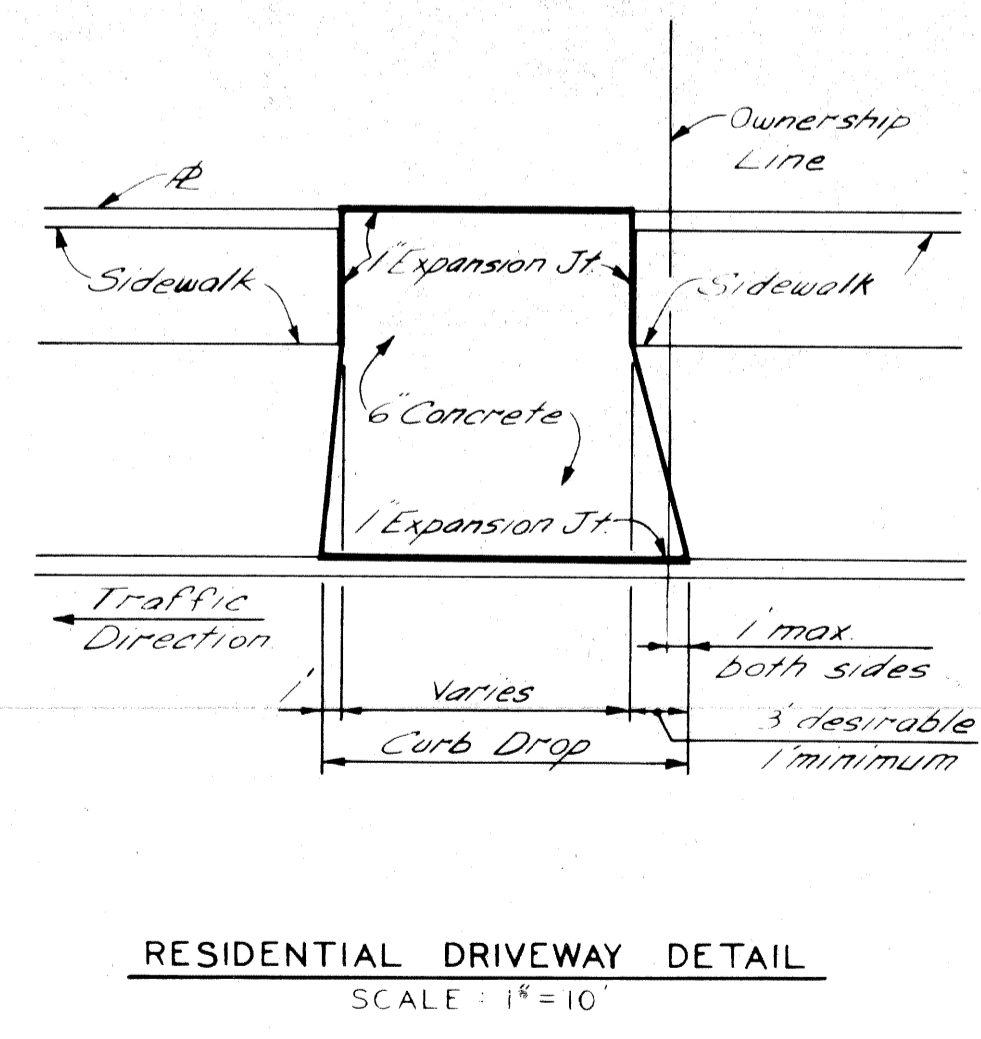 Ownership
Line
PL
1" Expansion Jt.
Sidewalk
Sidewalk
6" Concrete
1" Expansion Jt.
Traffic
Direction
1' max.
both sides
1'
Varies
3' desirable
1' minimum
Curb Drop
RESIDENTIAL DRIVEWAY DETAIL
SCALE : 1" = 10'